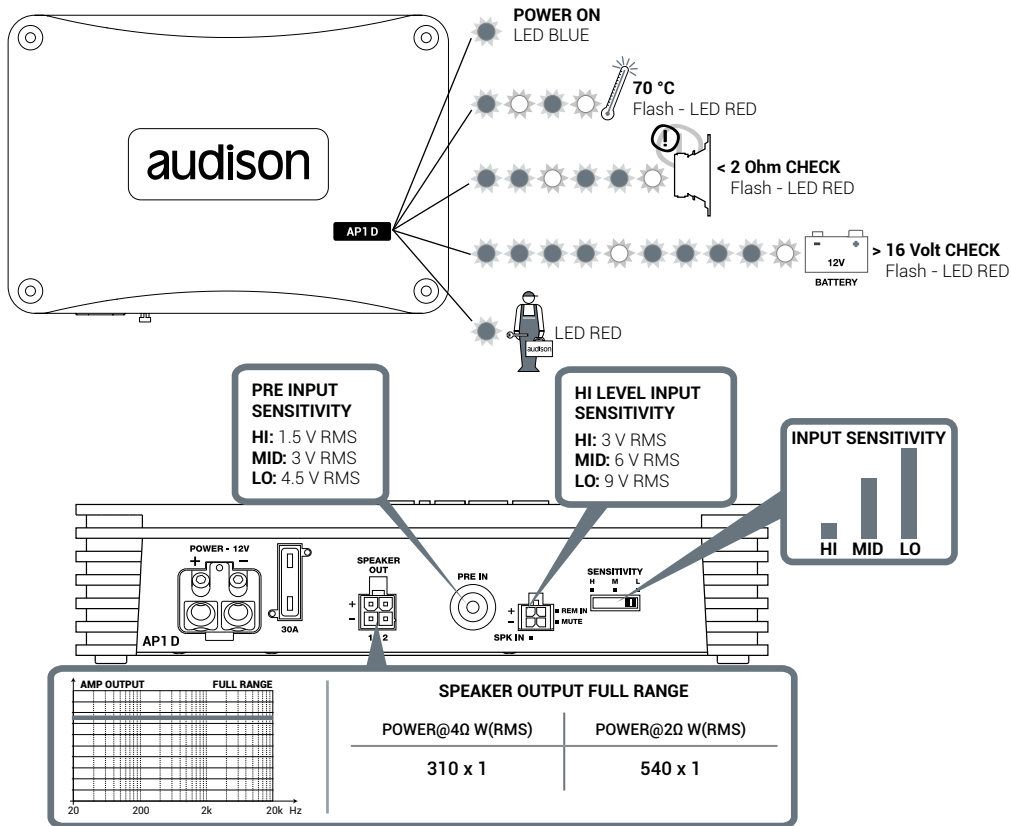 POWER ON
LED BLUE
70 °C
Flash - LED RED
audison
< 2 Ohm CHECK
Flash - LED RED
AP1 D
> 16 Volt CHECK
Flash - LED RED
- +
12V
BATTERY
LED RED
audison
PRE INPUT
SENSITIVITY
HI: 1.5 V RMS
MID: 3 V RMS
LO: 4.5 V RMS
HI LEVEL INPUT
SENSITIVITY
HI: 3 V RMS
MID: 6 V RMS
LO: 9 V RMS
INPUT SENSITIVITY
HI MID LO
POWER - 12V
+ -
30A
SPEAKER
OUT
+
-
1 2
PRE IN
+
-
REM IN
MUTE
SPK IN
SENSITIVITY
H M L
AP1 D
AMP OUTPUT FULL RANGE
20 200 2k 20k Hz
SPEAKER OUTPUT FULL RANGE
POWER@4Ω W(RMS) POWER@2Ω W(RMS)
310 x 1 540 x 1